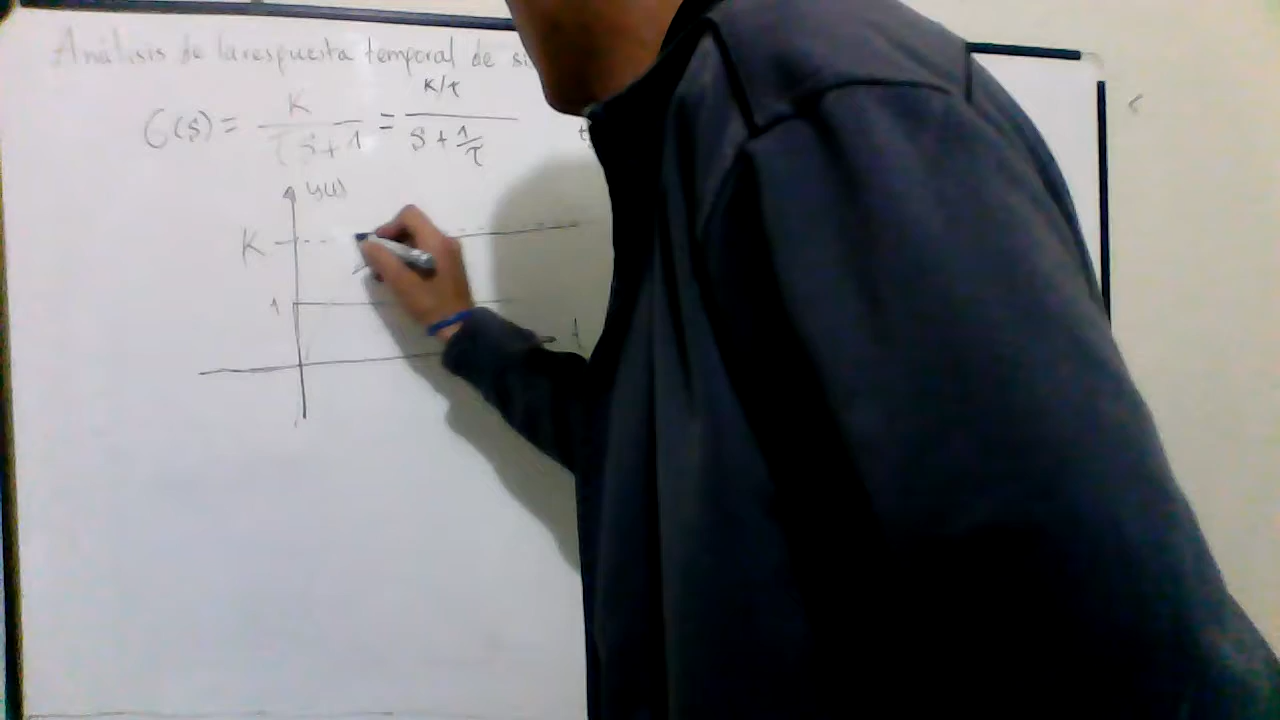 Análisis de la respuesta temporal de si
G(s) = K / (τs+1) = (K/τ) / (s + 1/τ)
y(t)
K
1